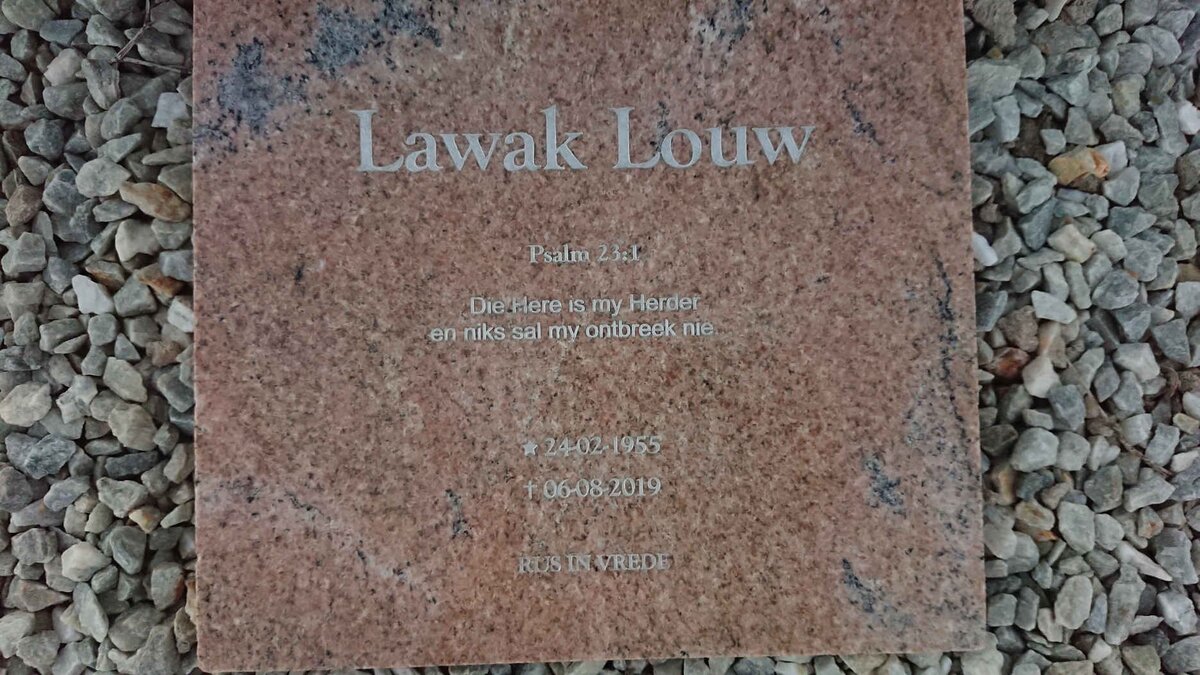 Lawak Louw
Psalm 23:1
Die Here is my Herder
en niks sal my ontbreek nie
★ 24-02-1955
† 06-08-2019
RUS IN VREDE